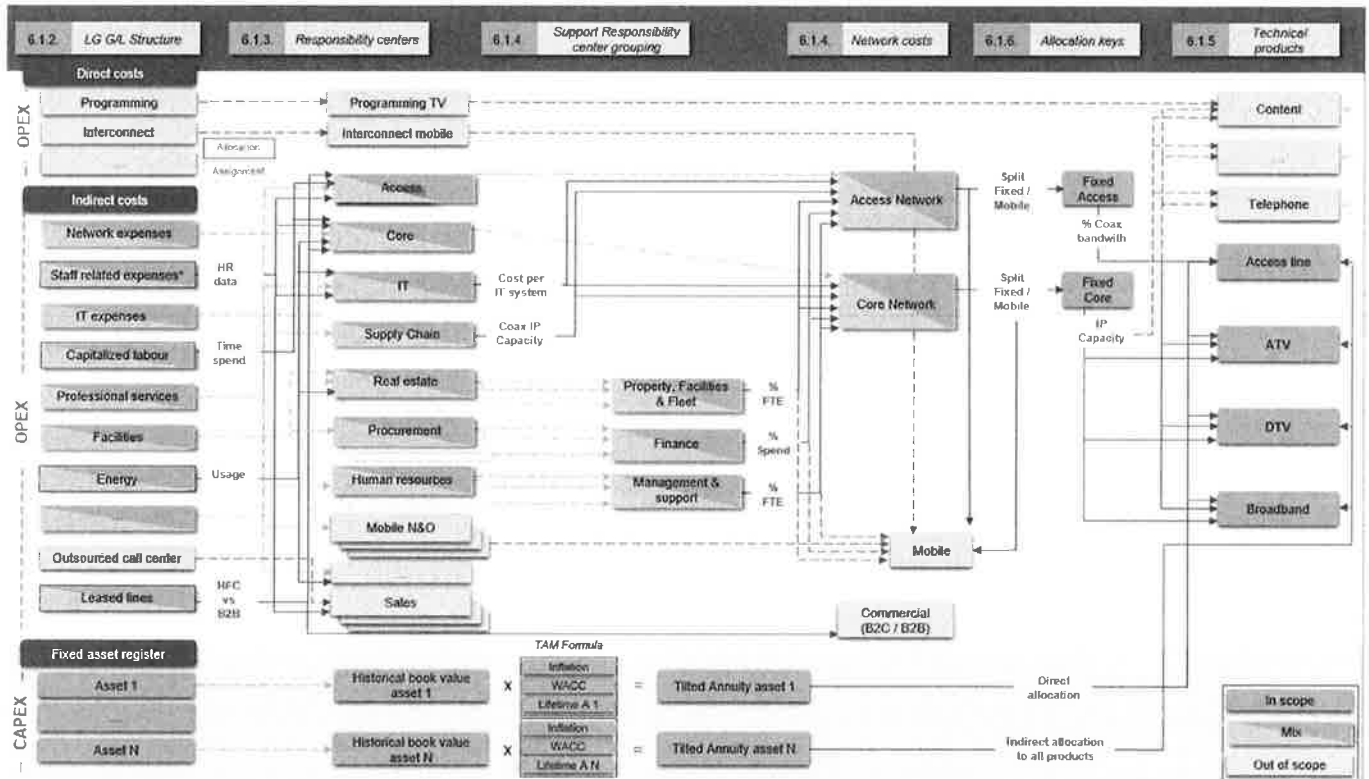 6.1.2. LG G/L Structure
6.1.3. Responsibility centers
6.1.4 Support Responsibility
center grouping
6.1.4. Network costs
6.1.6. Allocation keys
6.1.5 Technical
products
OPEX
Direct costs
Programming
Interconnect
...
Programming TV
Interconnect mobile
Allocation
Assignment
OPEX
Indirect costs
Network expenses
Staff related expenses*
IT expenses
Capitalized labour
Professional services
Facilities
Energy
Outsourced call center
Leased lines
HR
data
Time
spend
Usage
HFC
vs
B2B
Access
Core
IT
Supply Chain
Real estate
Procurement
Human resources
Mobile N&O
Sales
Cost per
IT system
Coax IP
Capacity
Property, Facilities
& Fleet
Finance
Management &
support
%
FTE
%
Spend
%
FTE
Access Network
Core Network
Mobile
Commercial
(B2C / B2B)
Split
Fixed /
Mobile
Split
Fixed /
Mobile
Fixed
Access
% Coax
bandwith
Fixed
Core
IP
Capacity
Content
...
Telephone
Access line
ATV
DTV
Broadband
CAPEX
Fixed asset register
Asset 1
...
Asset N
Historical book value
asset 1
x
TAM Formula
Inflation
WACC
Lifetime A 1
=
Tilted Annuity asset 1
Direct
allocation
Historical book value
asset N
x
Inflation
WACC
Lifetime A N
=
Tilted Annuity asset N
Indirect allocation
to all products
In scope
Mix
Out of scope